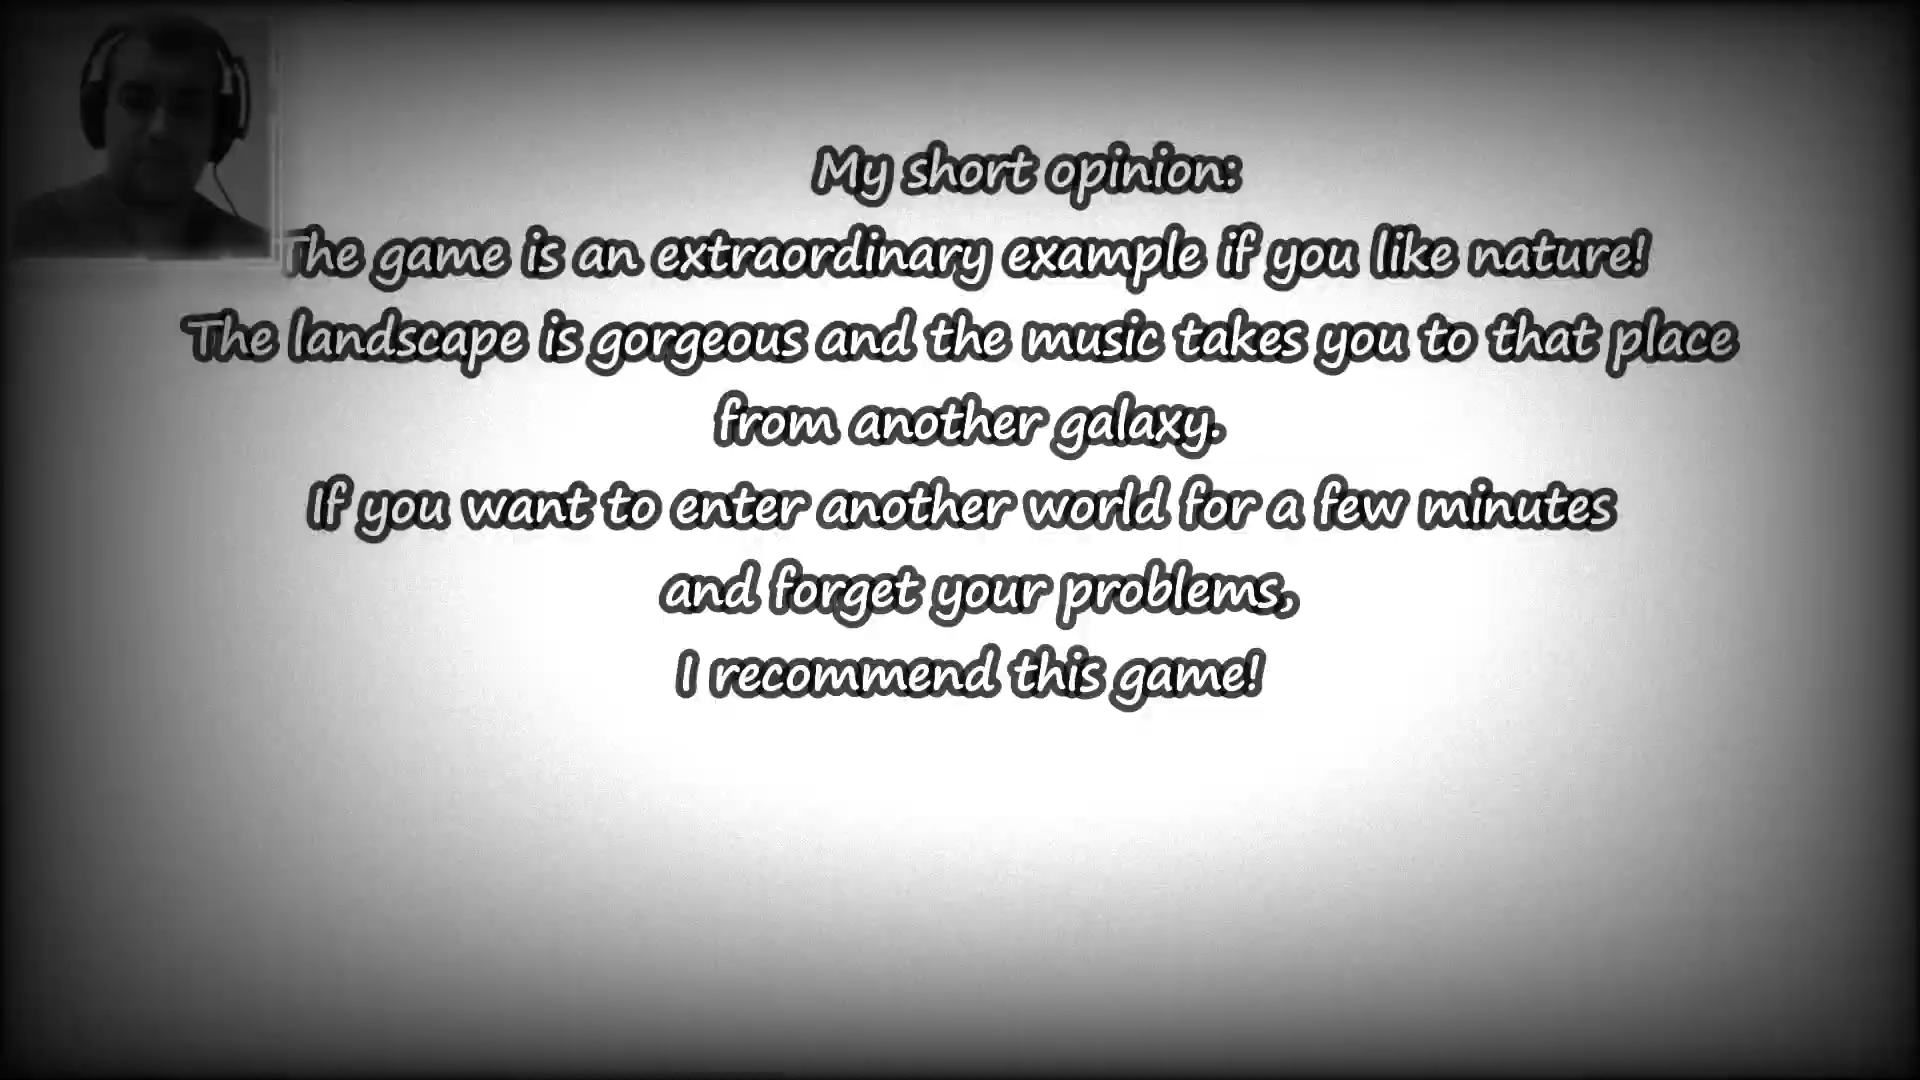 My short opinion:
The game is an extraordinary example if you like nature!
The landscape is gorgeous and the music takes you to that place
from another galaxy.
If you want to enter another world for a few minutes
and forget your problems,
I recommend this game!